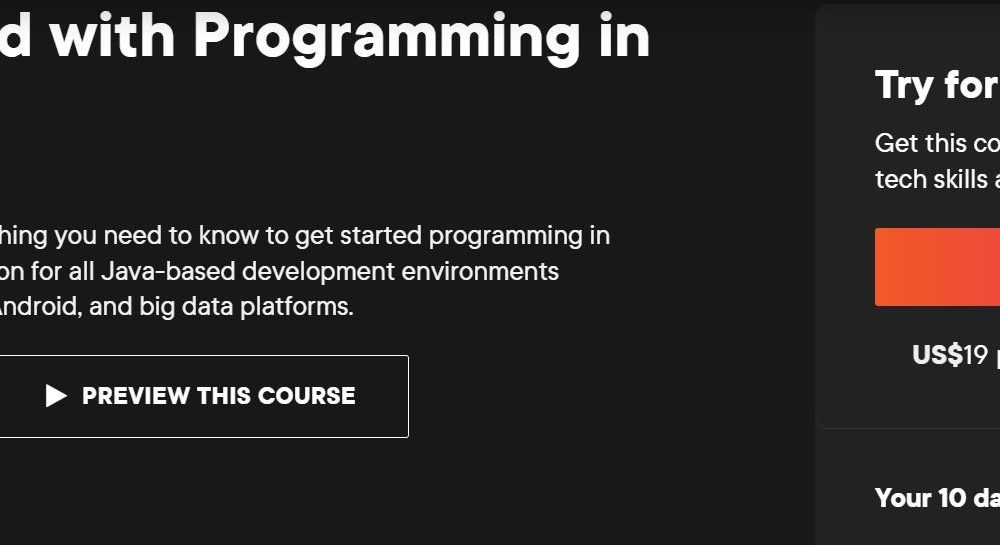 d with Programming in
hing you need to know to get started programming in
on for all Java-based development environments
Android, and big data platforms.
PREVIEW THIS COURSE
Try for
Get this co
tech skills a
US$19 p
Your 10 da